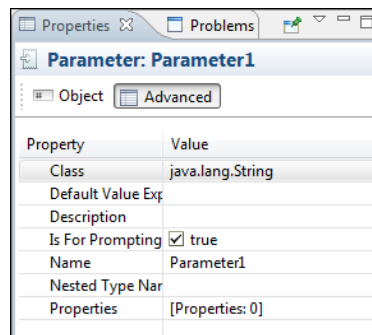 Properties Problems
Parameter: Parameter1
Object Advanced
Property Value
Class java.lang.String
Default Value Exp
Description
Is For Prompting true
Name Parameter1
Nested Type Nar
Properties [Properties: 0]